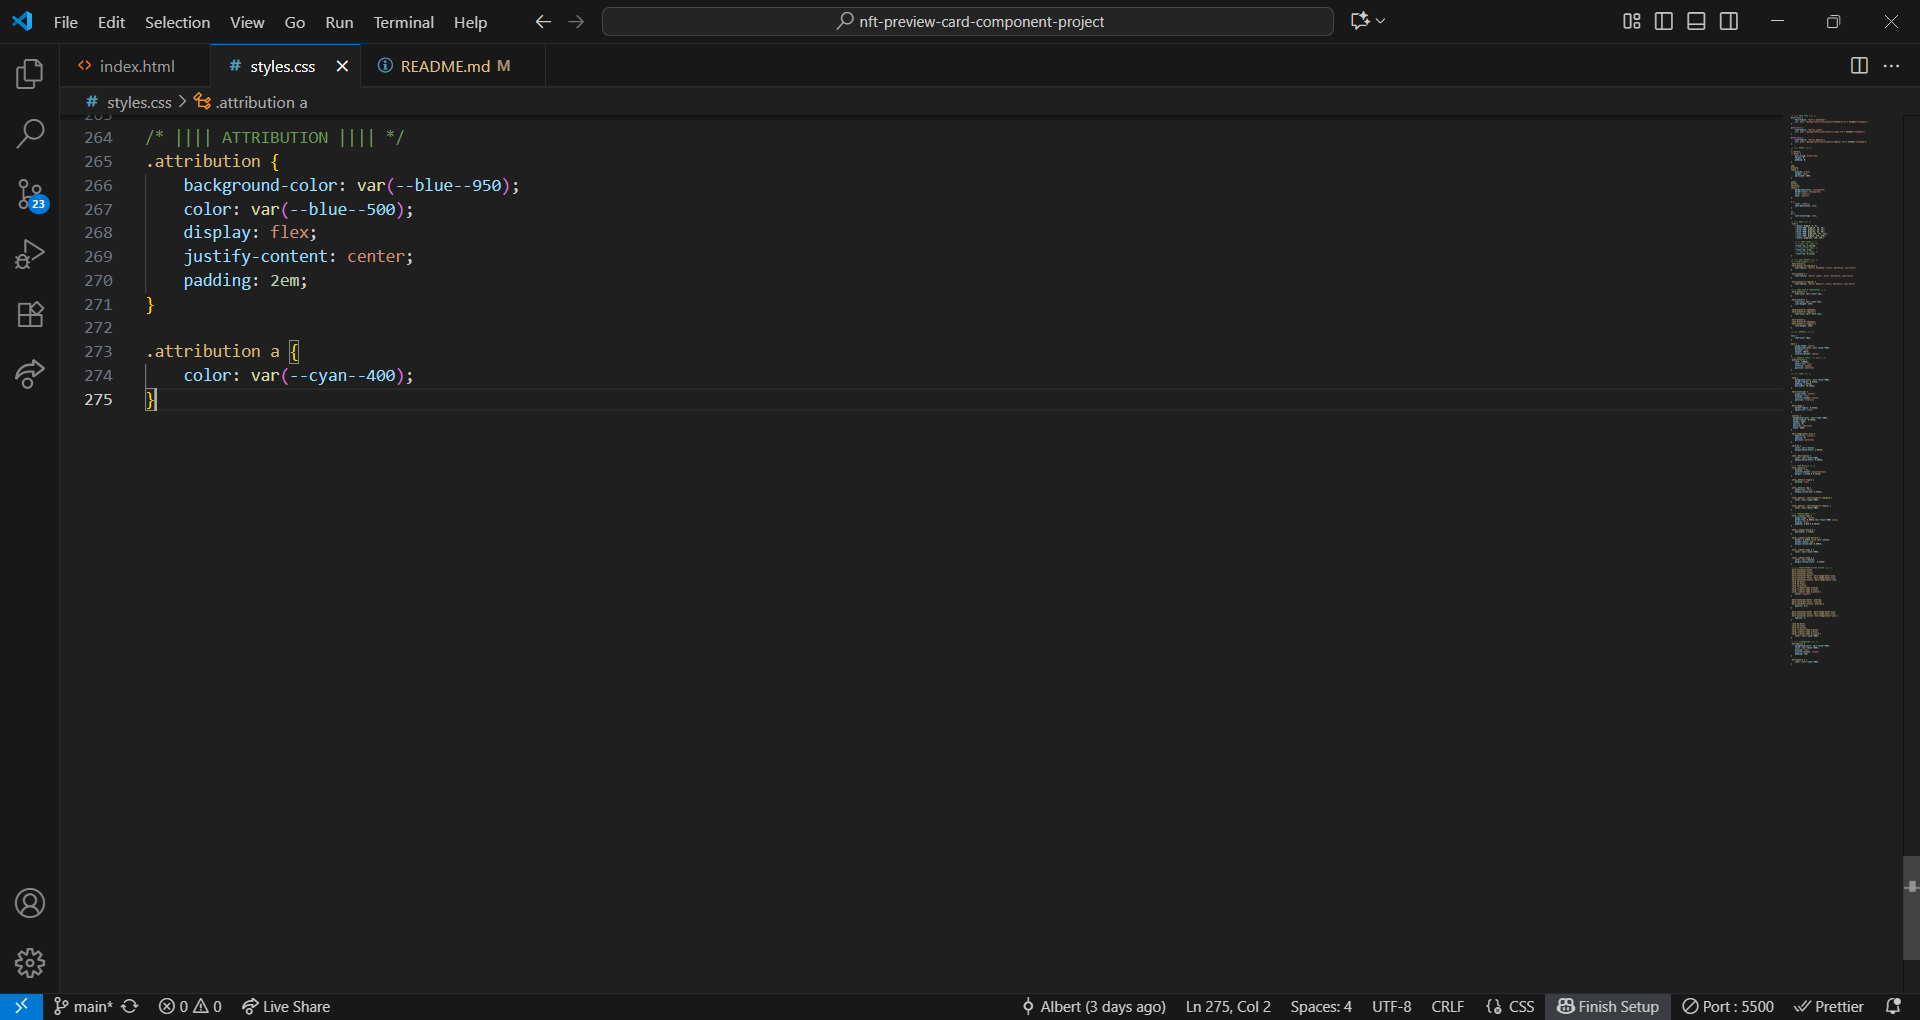 File Edit Selection View Go Run Terminal Help
nft-preview-card-component-project
index.html
styles.css
README.md M
styles.css > .attribution a
23
263
264 /* |||| ATTRIBUTION |||| */
265 .attribution {
266 background-color: var(--blue--950);
267 color: var(--blue--500);
268 display: flex;
269 justify-content: center;
270 padding: 2em;
271 }
272
273 .attribution a {
274 color: var(--cyan--400);
275 }
main* 0 0 Live Share Albert (3 days ago) Ln 275, Col 2 Spaces: 4 UTF-8 CRLF CSS Finish Setup Port : 5500 Prettier